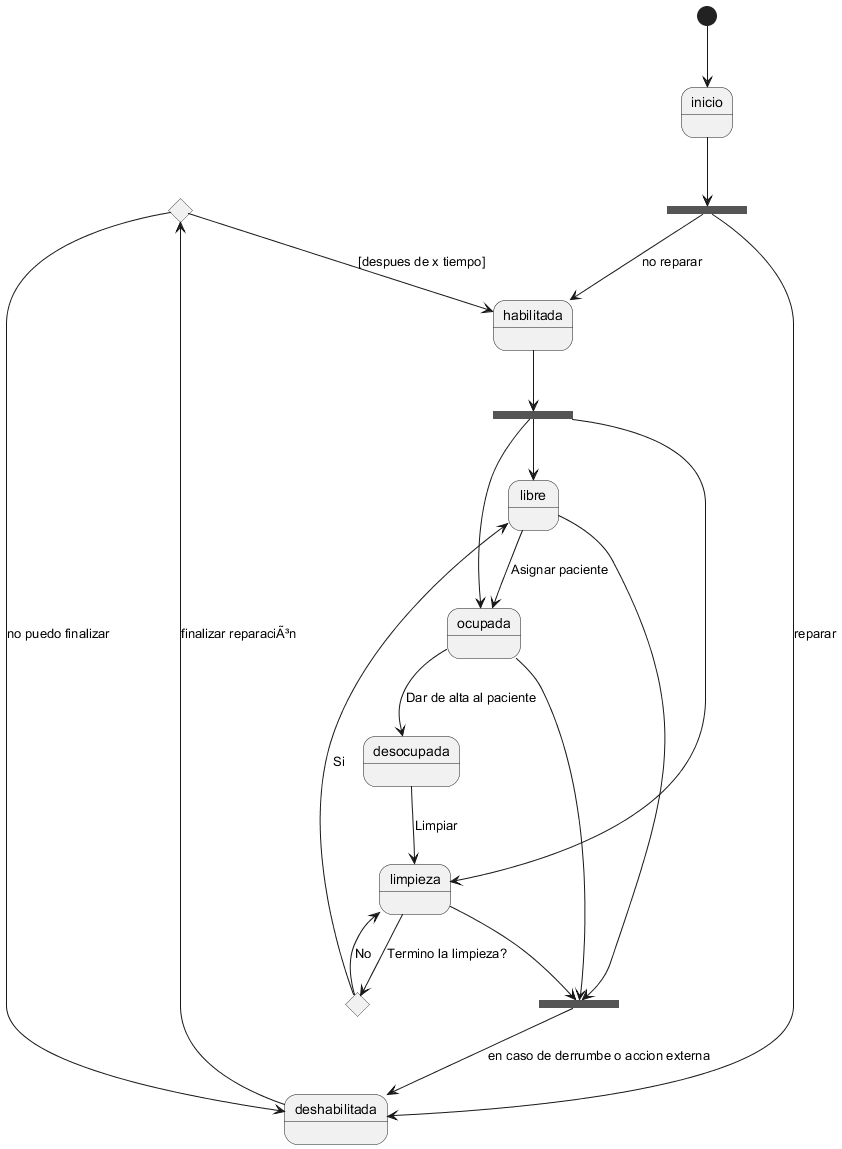 inicio
[despues de x tiempo]
no reparar
habilitada
libre
Asignar paciente
ocupada
no puedo finalizar
finalizar reparaciÃ³n
reparar
Dar de alta al paciente
desocupada
Si
Limpiar
limpieza
No
Termino la limpieza?
en caso de derrumbe o accion externa
deshabilitada